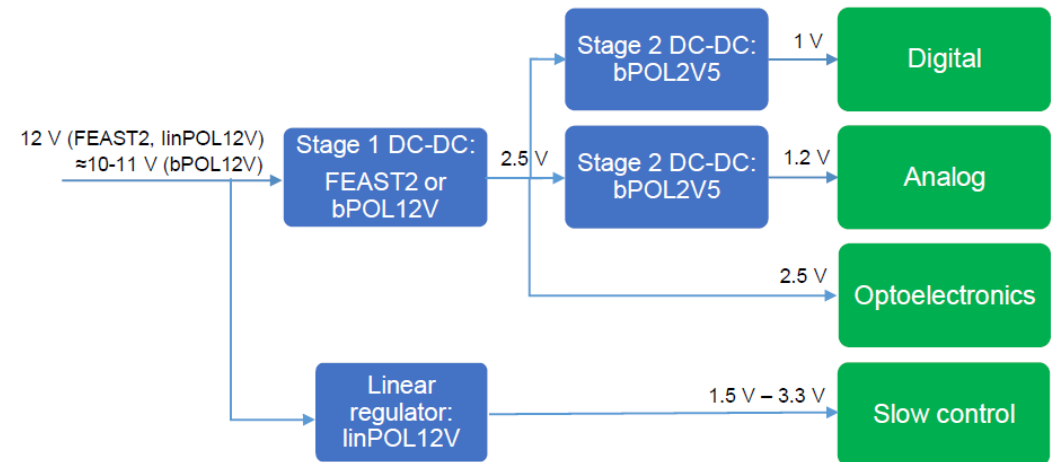 12 V (FEAST2, linPOL12V)
≈10-11 V (bPOL12V)
Stage 1 DC-DC:
FEAST2 or
bPOL12V
2.5 V
Stage 2 DC-DC:
bPOL2V5
1 V
Digital
Stage 2 DC-DC:
bPOL2V5
1.2 V
Analog
2.5 V
Optoelectronics
Linear
regulator:
linPOL12V
1.5 V – 3.3 V
Slow control